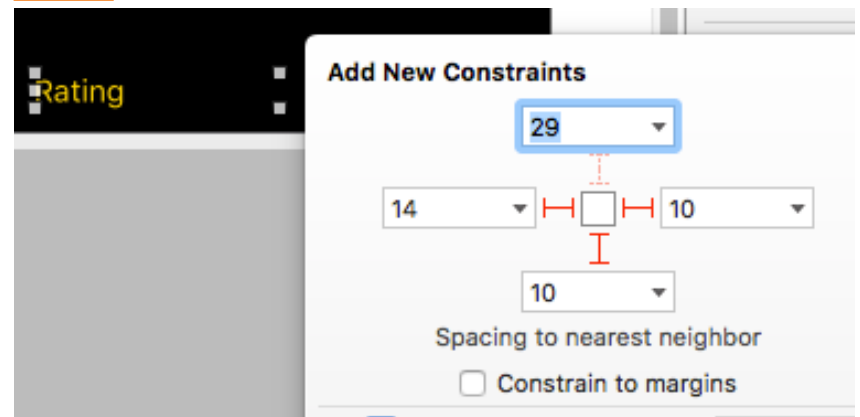 Rating
Add New Constraints
29
14
10
10
Spacing to nearest neighbor
Constrain to margins